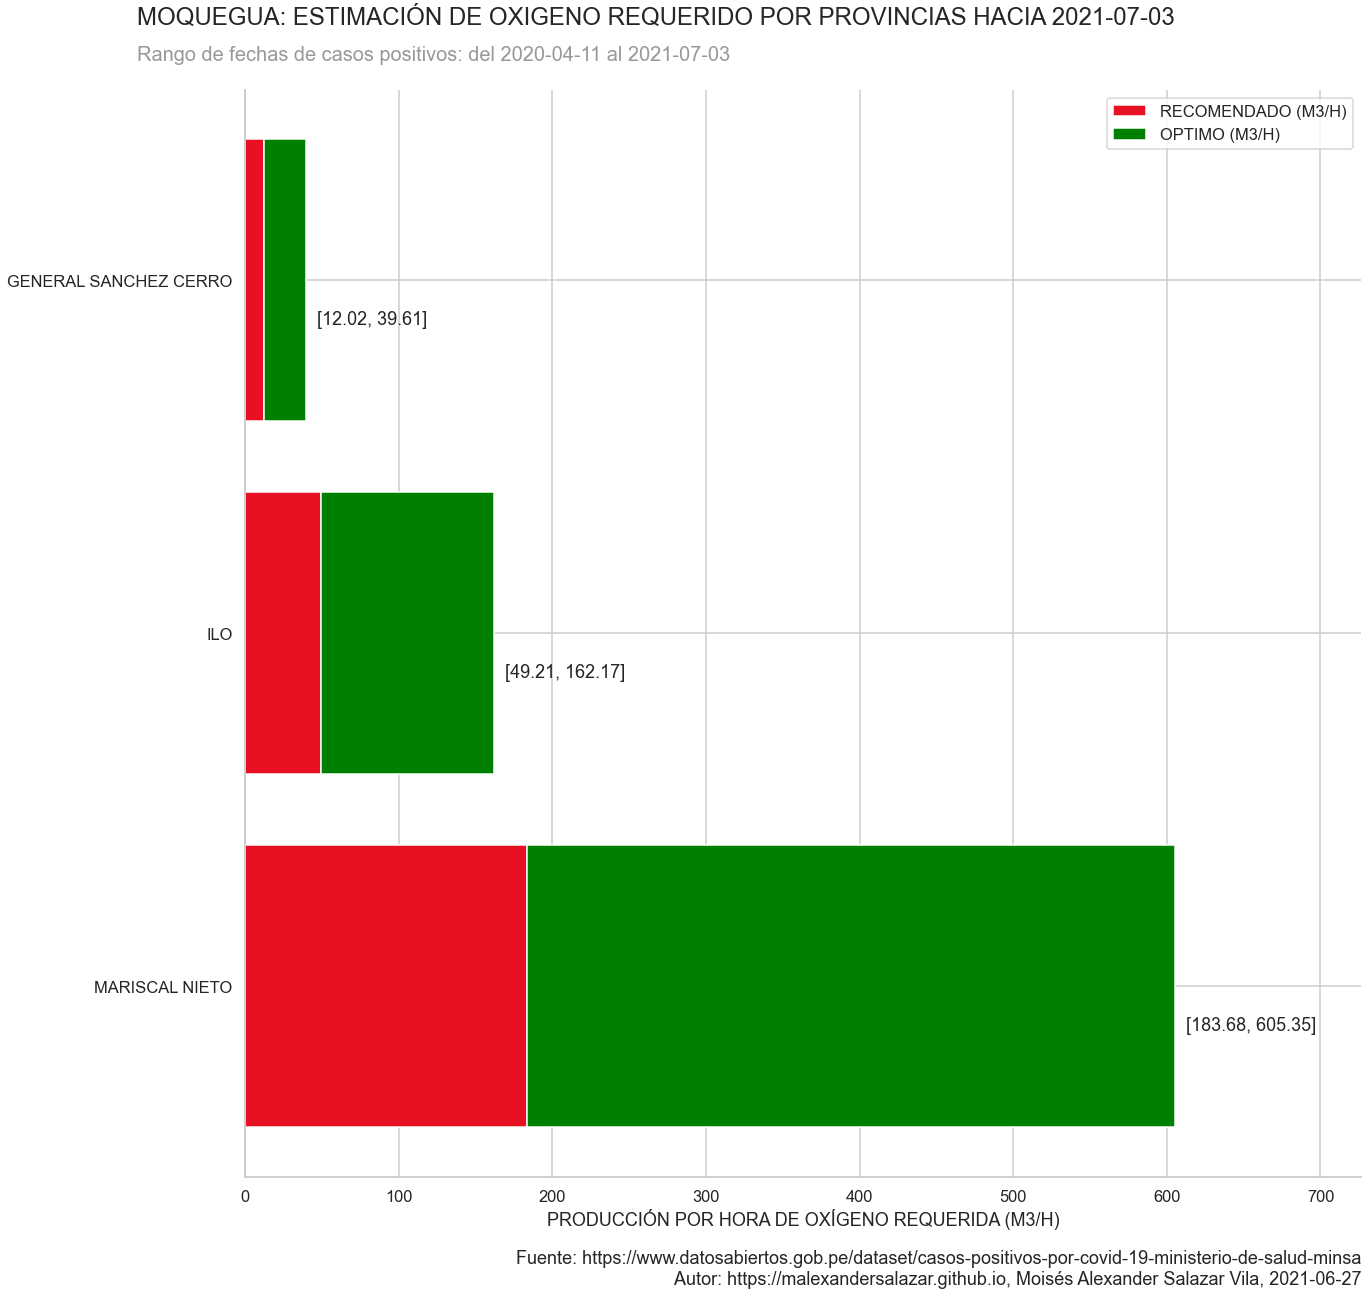 MOQUEGUA: ESTIMACIÓN DE OXIGENO REQUERIDO POR PROVINCIAS HACIA 2021-07-03
Rango de fechas de casos positivos: del 2020-04-11 al 2021-07-03
RECOMENDADO (M3/H)
OPTIMO (M3/H)
GENERAL SANCHEZ CERRO
[12.02, 39.61]
ILO
[49.21, 162.17]
MARISCAL NIETO
[183.68, 605.35]
0 100 200 300 400 500 600 700
PRODUCCIÓN POR HORA DE OXÍGENO REQUERIDA (M3/H)
Fuente: https://www.datosabiertos.gob.pe/dataset/casos-positivos-por-covid-19-ministerio-de-salud-minsa
Autor: https://malexandersalazar.github.io, Moisés Alexander Salazar Vila, 2021-06-27